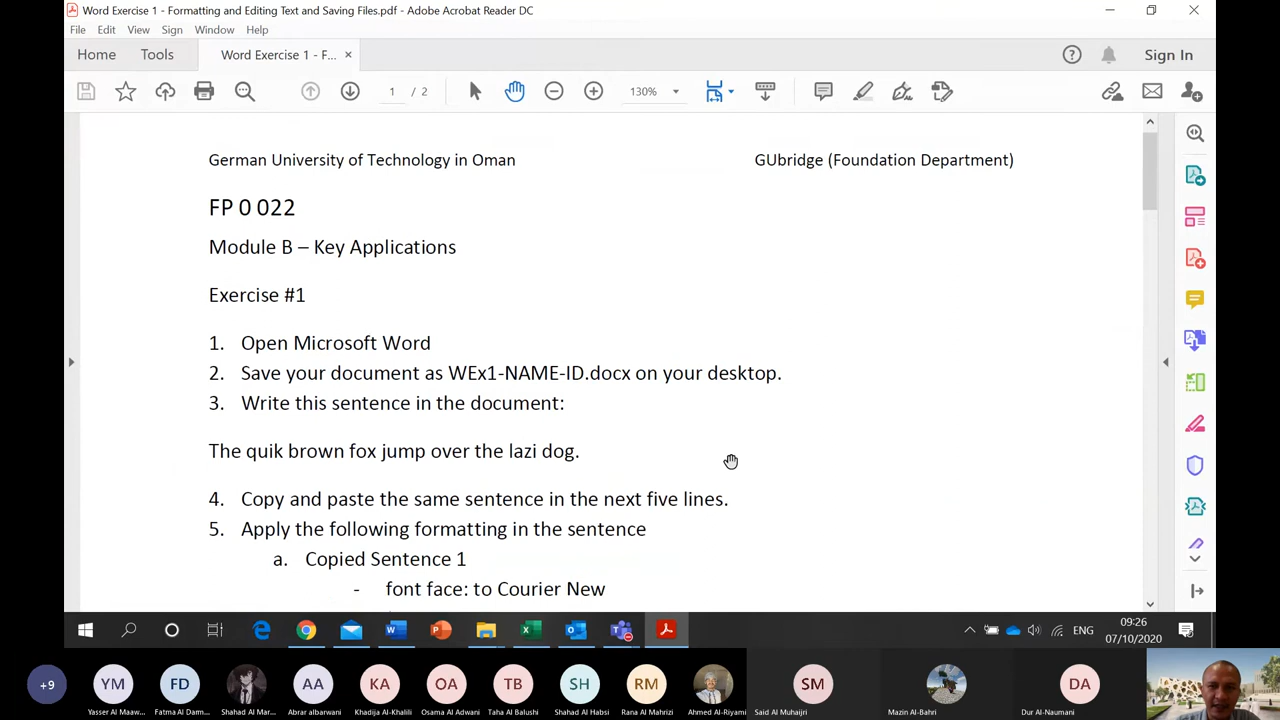 Word Exercise 1 - Formatting and Editing Text and Saving Files.pdf - Adobe Acrobat Reader DC
File Edit View Sign Window Help
Home Tools Word Exercise 1 - F... × Sign In
1 / 2 130%
German University of Technology in Oman GUbridge (Foundation Department)
FP 0 022
Module B – Key Applications
Exercise #1
1. Open Microsoft Word
2. Save your document as WEx1-NAME-ID.docx on your desktop.
3. Write this sentence in the document:
The quik brown fox jump over the lazi dog.
4. Copy and paste the same sentence in the next five lines.
5. Apply the following formatting in the sentence
a. Copied Sentence 1
- font face: to Courier New
ENG 09:26
07/10/2020
+9 YM FD AA KA OA TB SH RM SM DA
Yasser Al Maaw... Fatma Al Darm... Shahad Al Mar... Abrar albarwani Khadija Al-Khalili Osama Al Adwani Taha Al Balushi Shahad Al Habsi Rana Al Mahrizi Ahmed Al-Riyami Said Al Muhaijri Mazin Al-Bahri Dur Al-Naumani